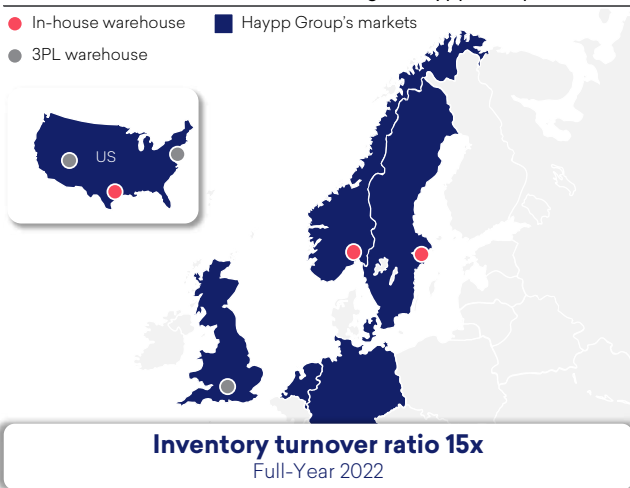 In-house warehouse
Haypp Group's markets
3PL warehouse
US
Inventory turnover ratio 15x
Full-Year 2022